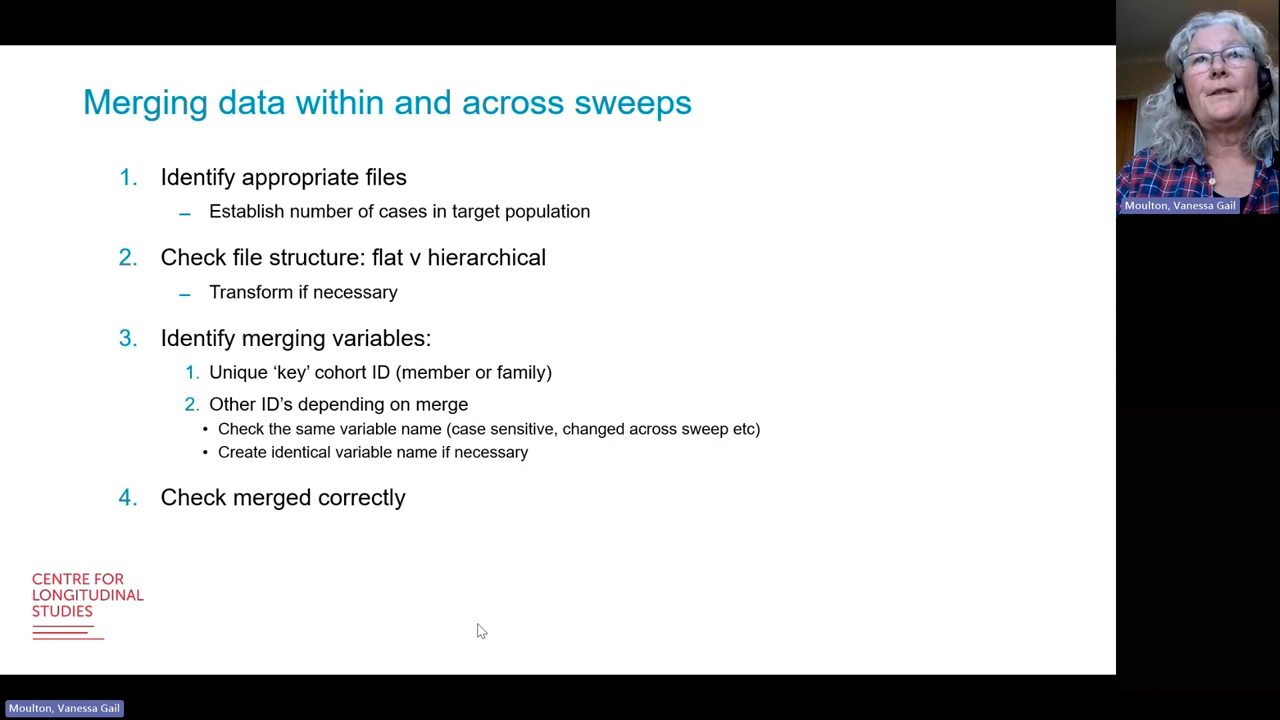 Merging data within and across sweeps
1. Identify appropriate files
– Establish number of cases in target population
2. Check file structure: flat v hierarchical
– Transform if necessary
3. Identify merging variables:
1. Unique ‘key’ cohort ID (member or family)
2. Other ID’s depending on merge
• Check the same variable name (case sensitive, changed across sweep etc)
• Create identical variable name if necessary
4. Check merged correctly
CENTRE FOR
LONGITUDINAL
STUDIES
Moulton, Vanessa Gail
Moulton, Vanessa Gail